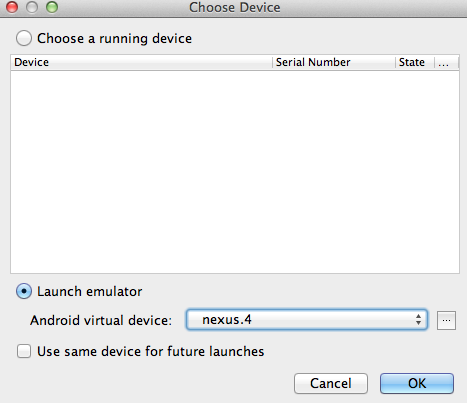 Choose Device
Choose a running device
Device Serial Number State ...
Launch emulator
Android virtual device: nexus.4 ...
Use same device for future launches
Cancel OK